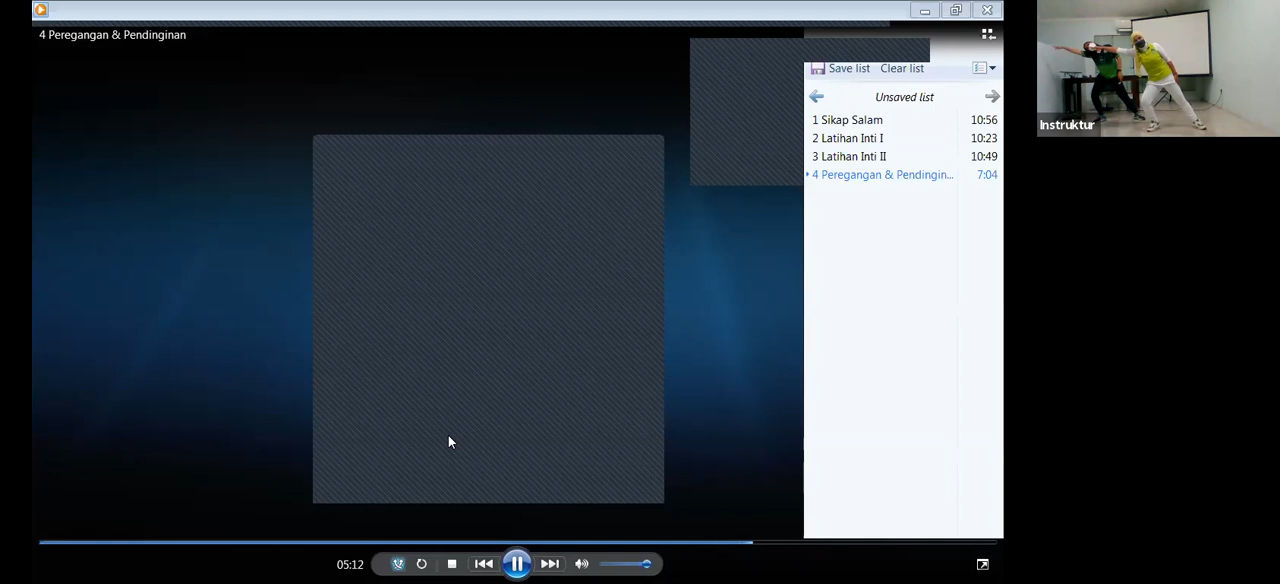 4 Peregangan & Pendinginan
Save list Clear list
Unsaved list
1 Sikap Salam 10:56
2 Latihan Inti I 10:23
3 Latihan Inti II 10:49
4 Peregangan & Pendingin... 7:04
05:12
Instruktur